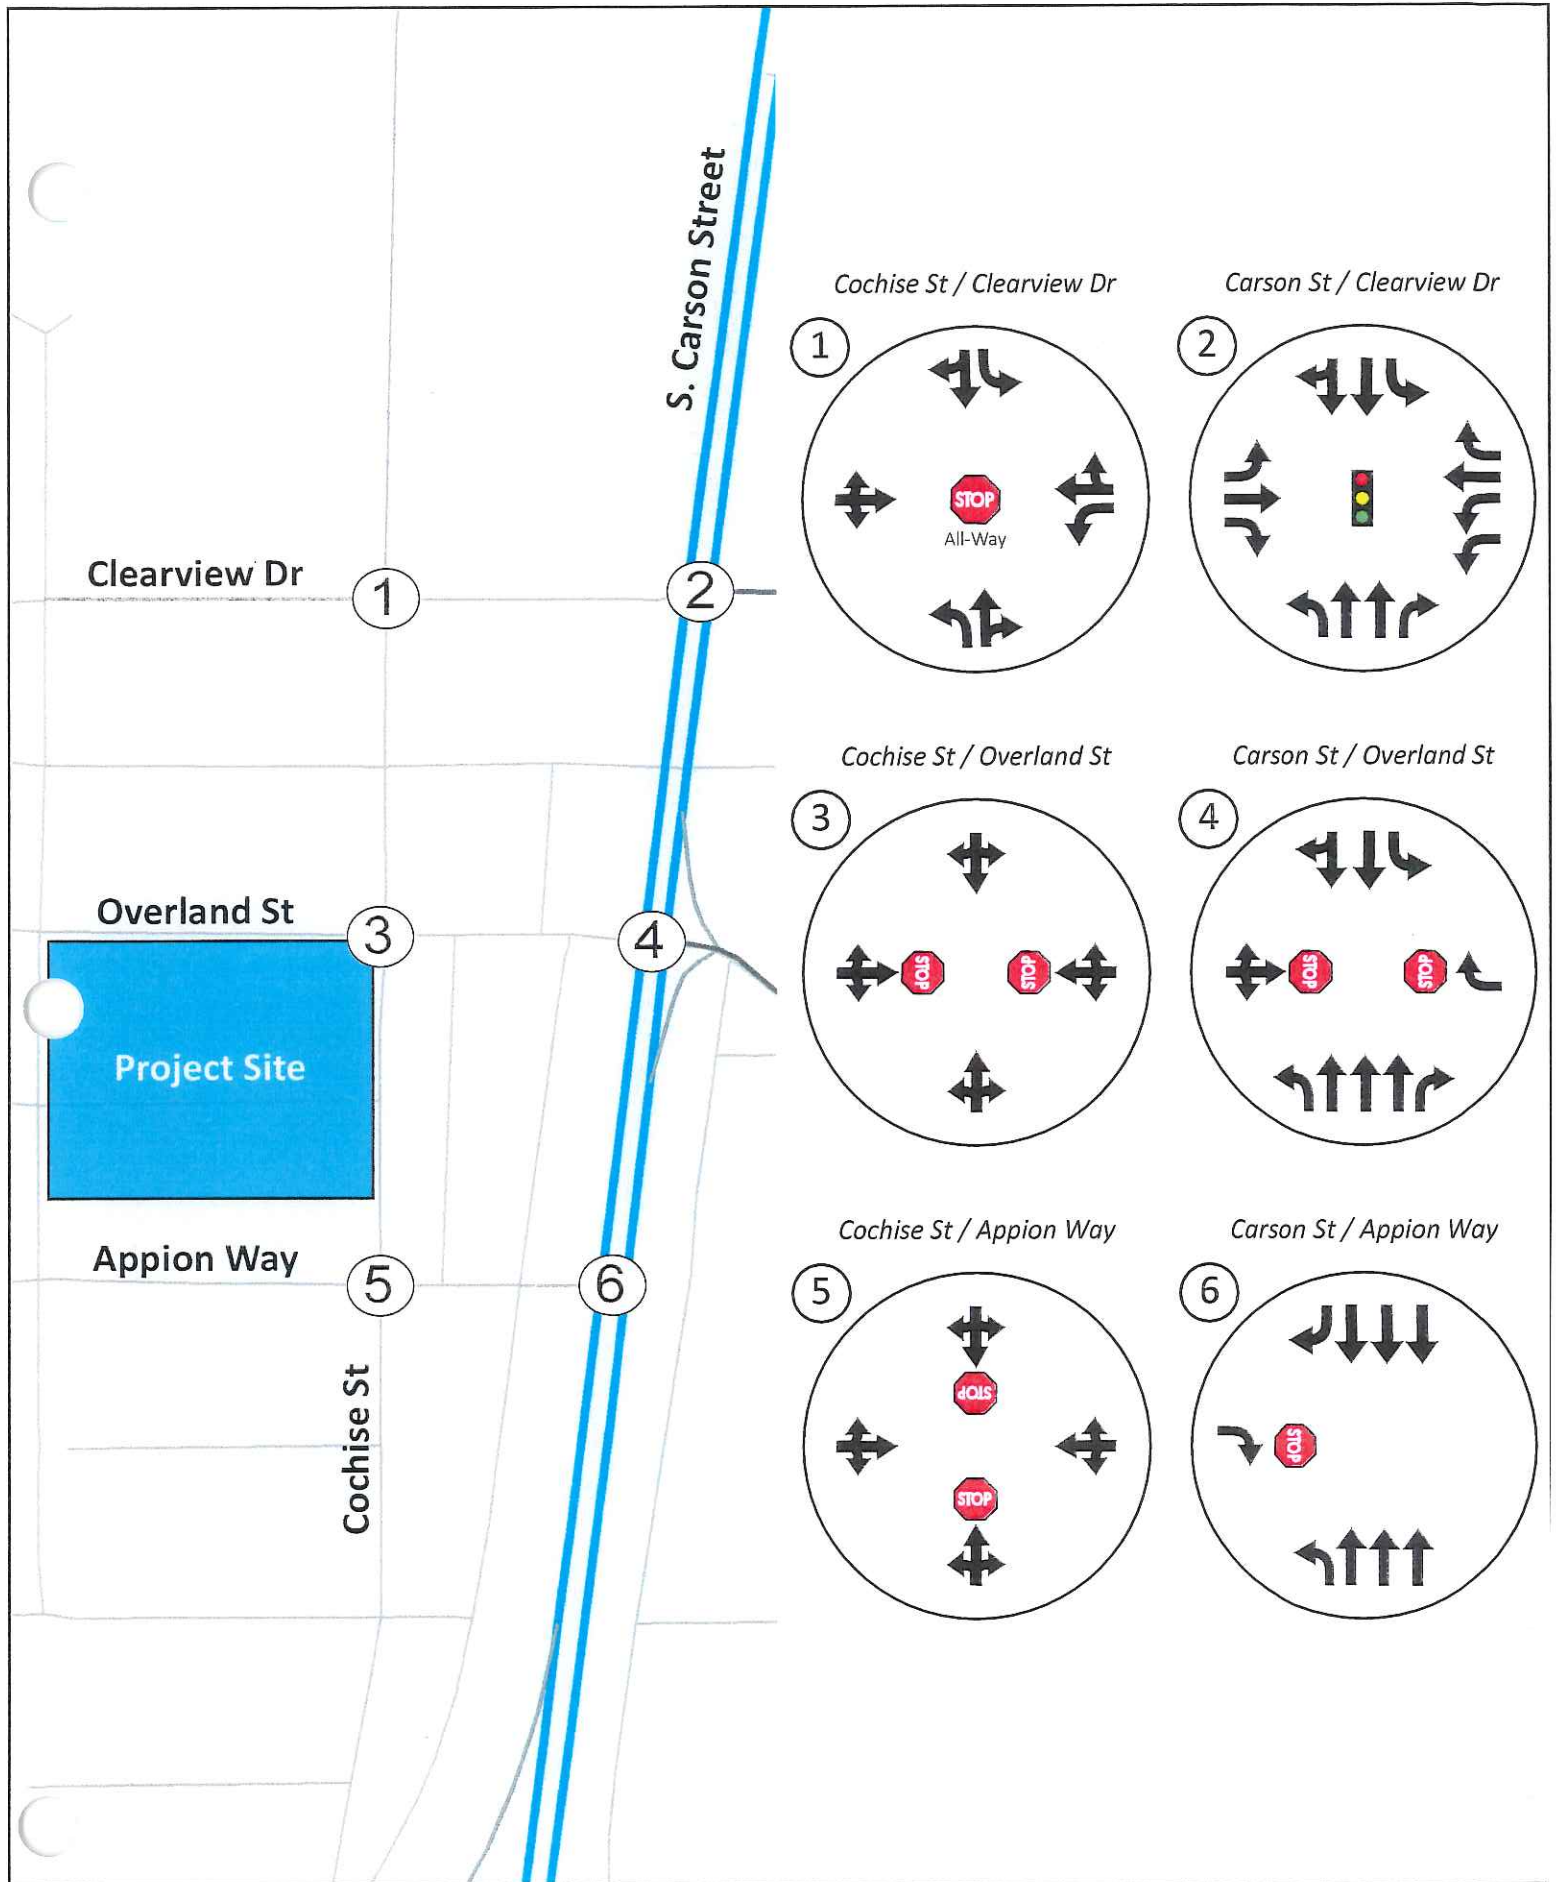 S. Carson Street
Clearview Dr
1
2
Overland St
3
4
Project Site
Appion Way
5
6
Cochise St
Cochise St / Clearview Dr
Carson St / Clearview Dr
1
2
STOP
All-Way
Cochise St / Overland St
Carson St / Overland St
3
4
STOP
STOP
STOP
STOP
Cochise St / Appion Way
Carson St / Appion Way
5
6
STOP
STOP
STOP